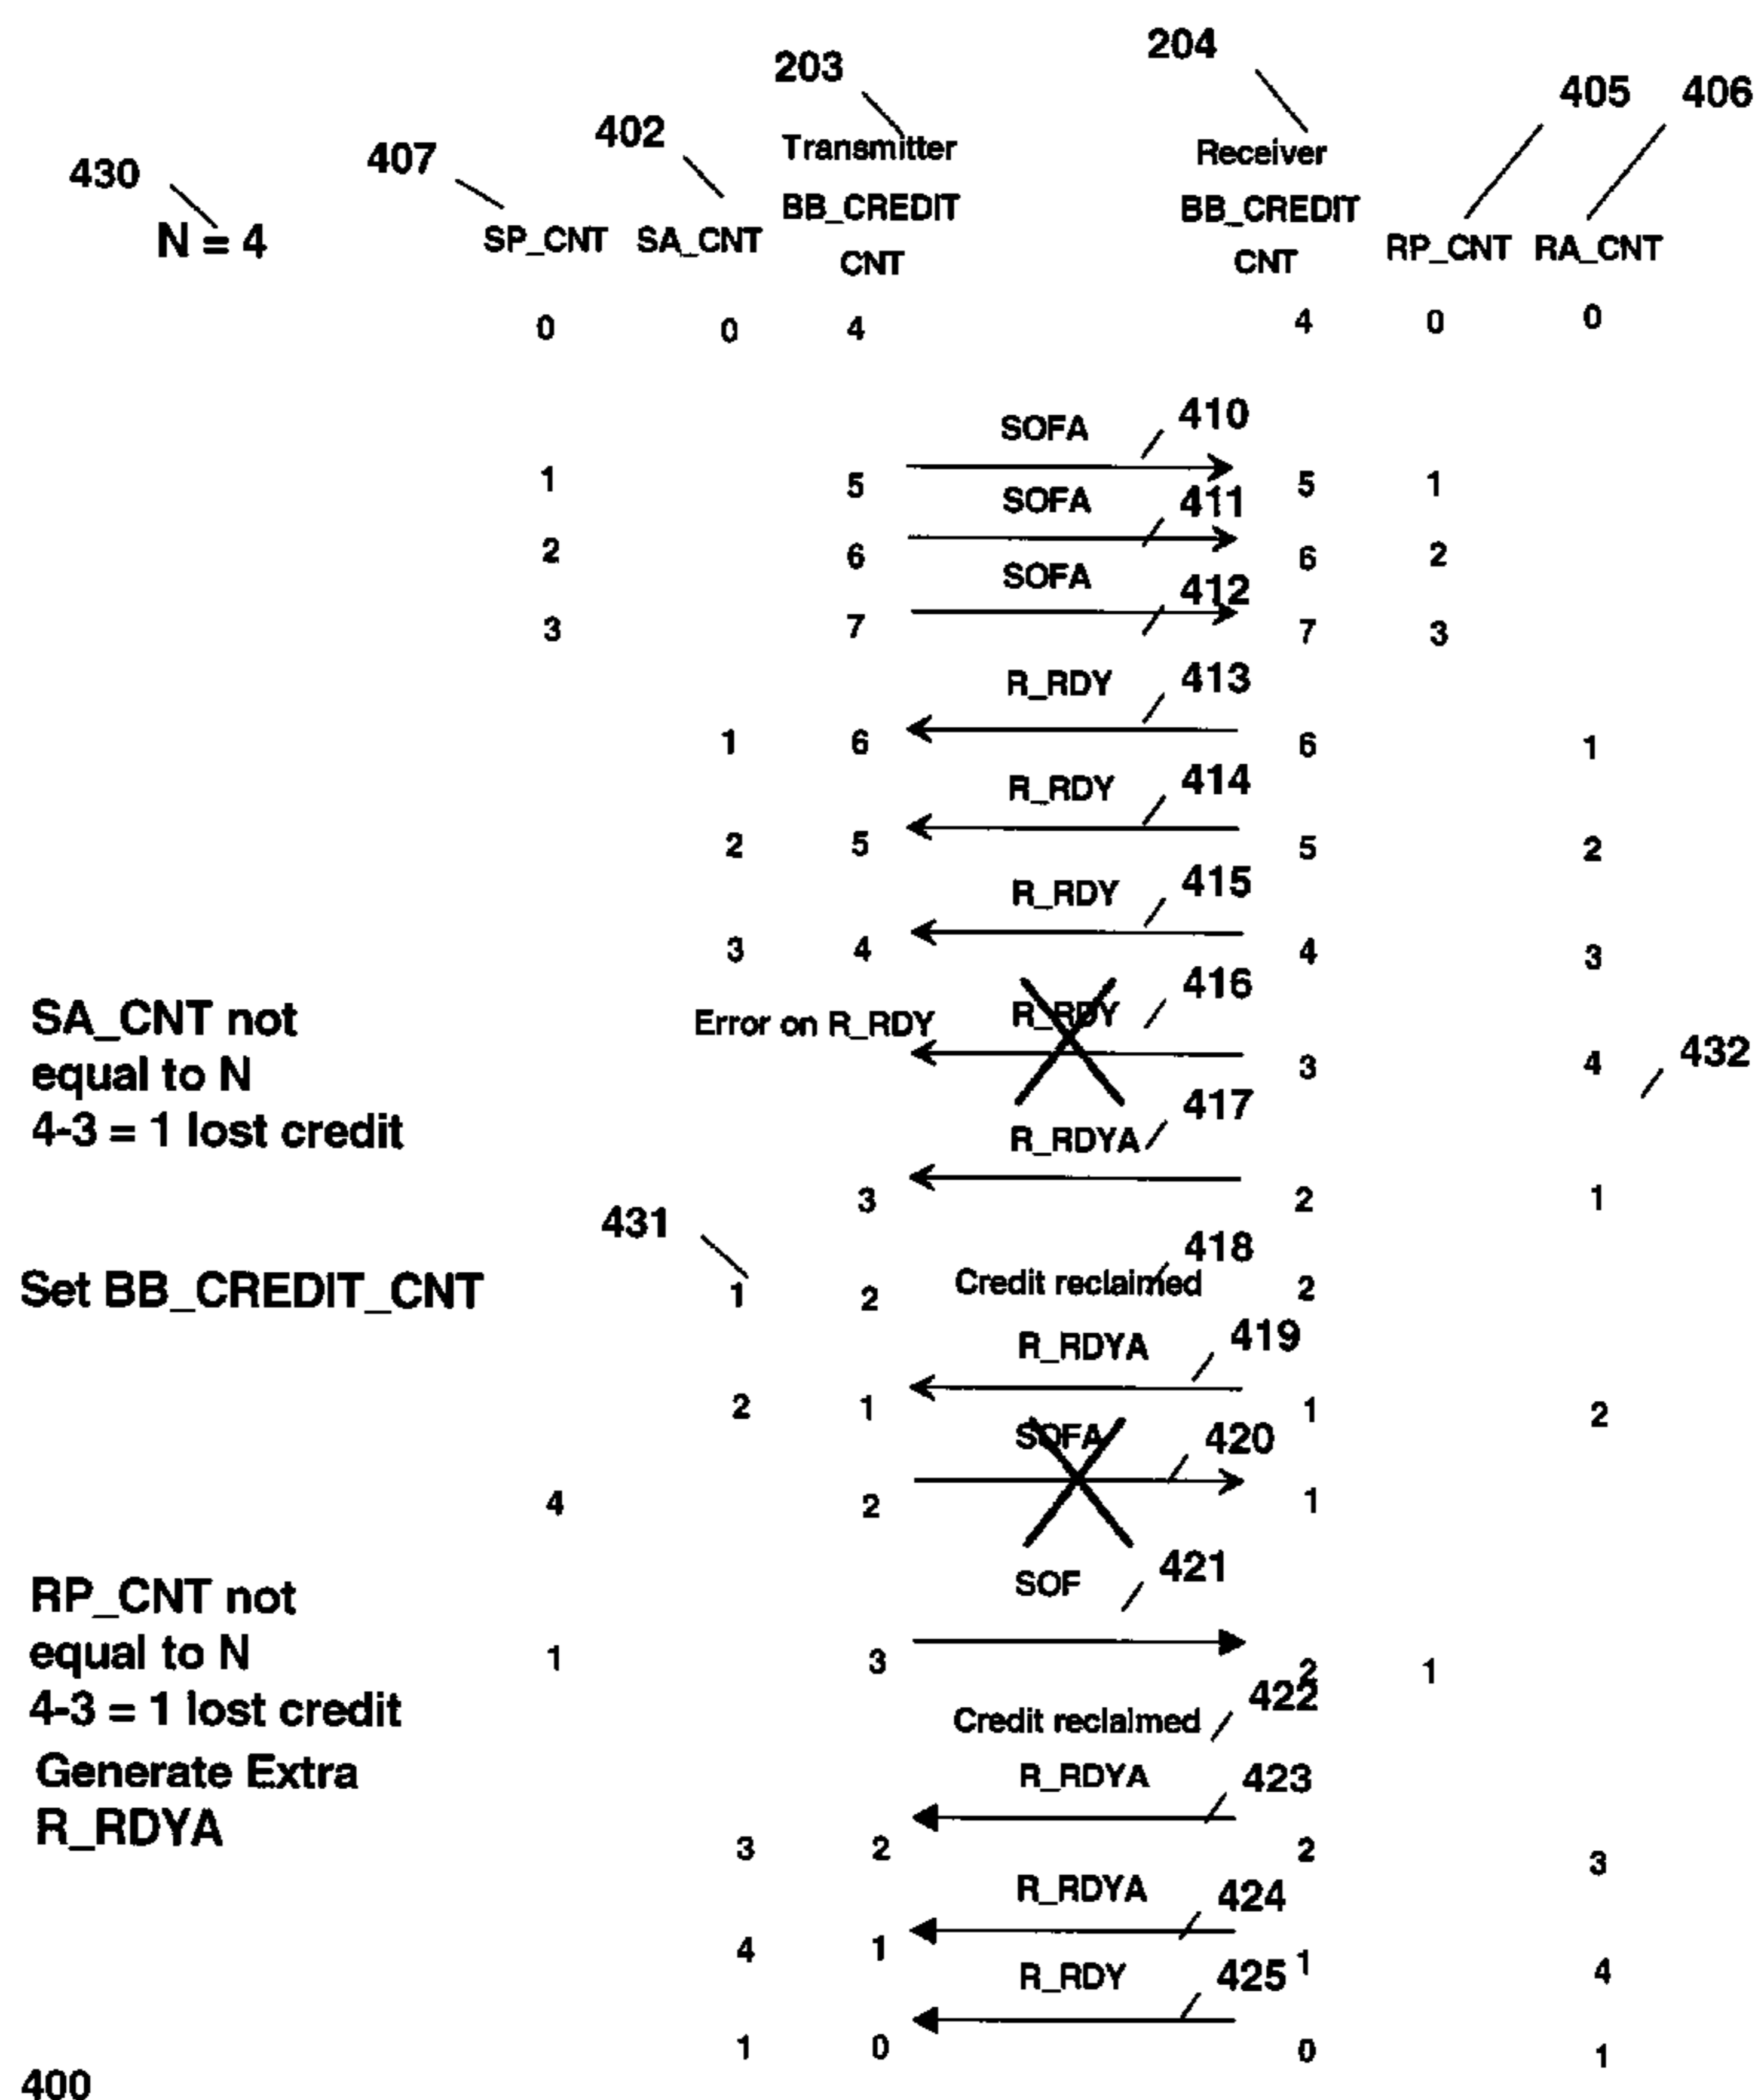 204
203
405 406
402
407
430
Transmitter
Receiver
BB_CREDIT
BB_CREDIT
N = 4 SP_CNT SA_CNT
RP_CNT RA_CNT
CNT
CNT
0 0 4 4 0 0
SOFA 410
1 5 5 1
SOFA 411
2 6 6 2
SOFA 412
3 7 7 3
R_RDY 413
1 6 6 1
R_RDY 414
2 5 5 2
R_RDY 415
3 4 4 3
416
SA_CNT not
Error on R_RDY R_RDY
equal to N
3 4 432
417
4-3 = 1 lost credit
R_RDYA
3 2 1
431
418
Set BB_CREDIT_CNT
1 2 Credit reclaimed 2
R_RDYA 419
2 1 1 2
SOFA 420
4 2 1
SOF 421
RP_CNT not
equal to N
1 3 2 1
4-3 = 1 lost credit
Credit reclaimed 422
Generate Extra
R_RDYA 423
R_RDYA
3 2 2 3
R_RDYA 424
4 1 1 4
R_RDY 425
1 0 0 1
400